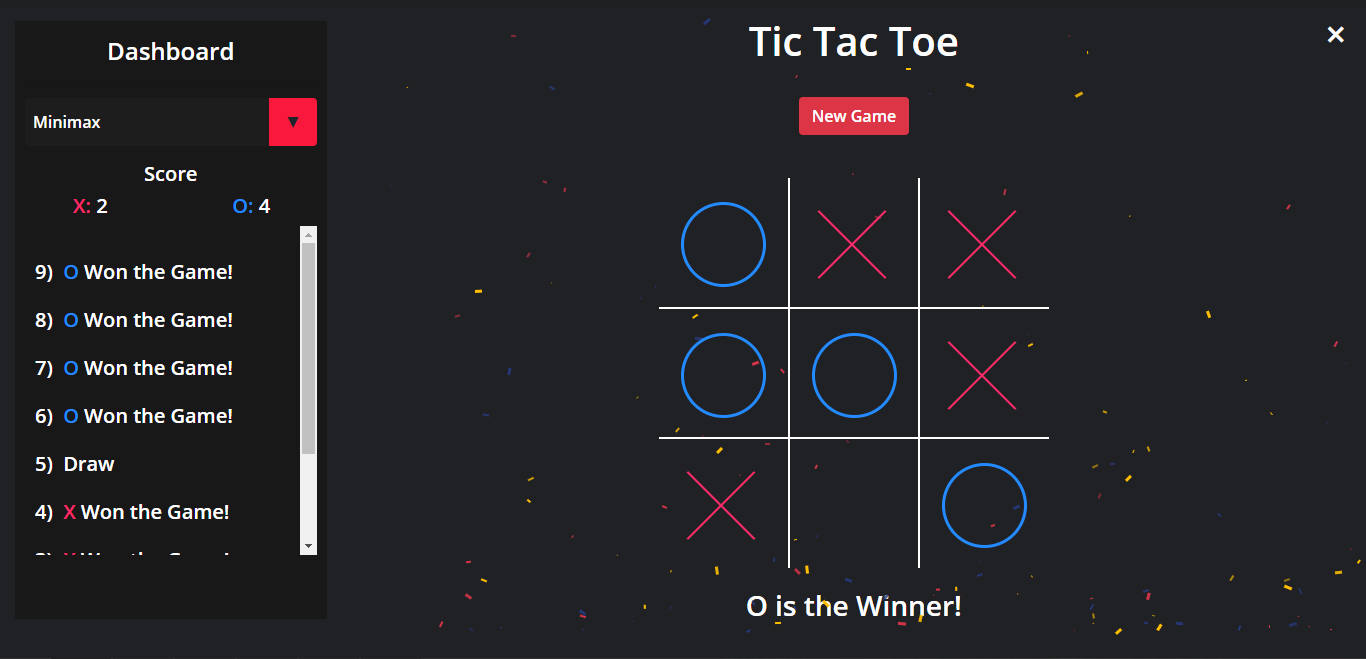 Dashboard
Minimax ▼
Score
X: 2 O: 4
9) O Won the Game!
8) O Won the Game!
7) O Won the Game!
6) O Won the Game!
5) Draw
4) X Won the Game!
Tic Tac Toe
×
New Game
O X X
O O X
X O
O is the Winner!